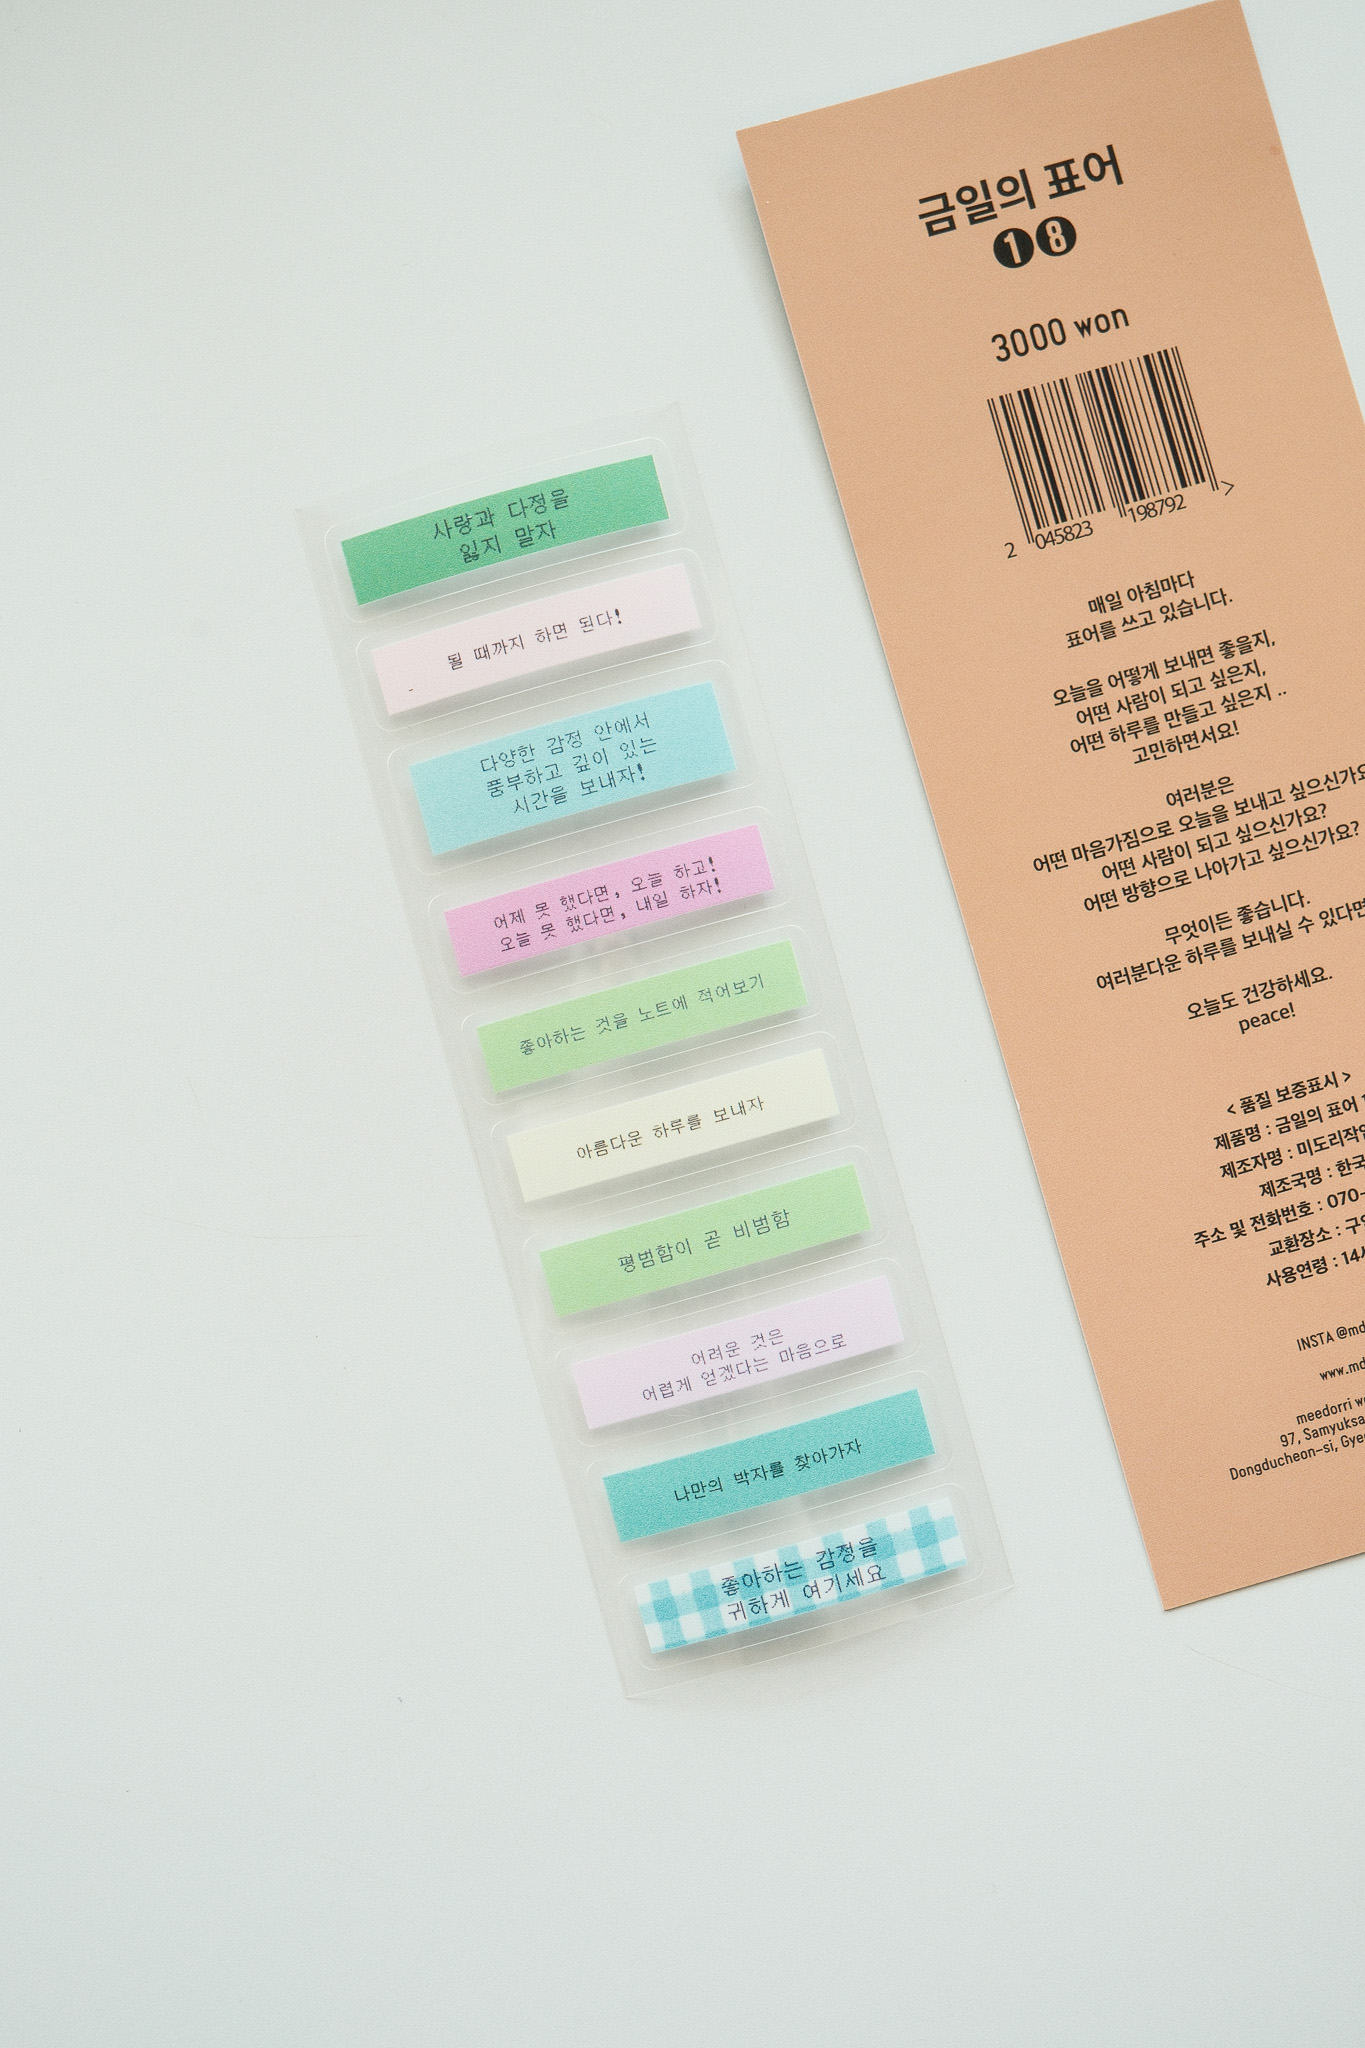 사랑과 다정을
잃지 말자
될 때까지 하면 된다!
다양한 감정 안에서
풍부하고 깊이 있는
시간을 보내자!
어제 못 했다면, 오늘 하고!
오늘 못 했다면, 내일 하자!
좋아하는 것을 노트에 적어보기
아름다운 하루를 보내자
평범함이 곧 비범함
어려운 것은
어렵게 얻겠다는 마음으로
나만의 박자를 찾아가자
좋아하는 감정을
귀하게 여기세요
금일의 표어
18
3000 won
2 045823 198792 >
매일 아침마다
표어를 쓰고 있습니다.
오늘을 어떻게 보내면 좋을지,
어떤 사람이 되고 싶은지,
어떤 하루를 만들고 싶은지 ..
고민하면서요!
여러분은
어떤 마음가짐으로 오늘을 보내고 싶으신가요
어떤 사람이 되고 싶으신가요?
어떤 방향으로 나아가고 싶으신가요?
무엇이든 좋습니다.
여러분다운 하루를 보내실 수 있다면
오늘도 건강하세요.
peace!
< 품질 보증표시 >
제품명 : 금일의 표어
제조자명 : 미도리작업
제조국명 : 한국
주소 및 전화번호 : 070-
교환장소 : 구
사용연령 : 14
INSTA @md
www.md
meedorri w
97, Samyuksa
Dongducheon-si, Gye